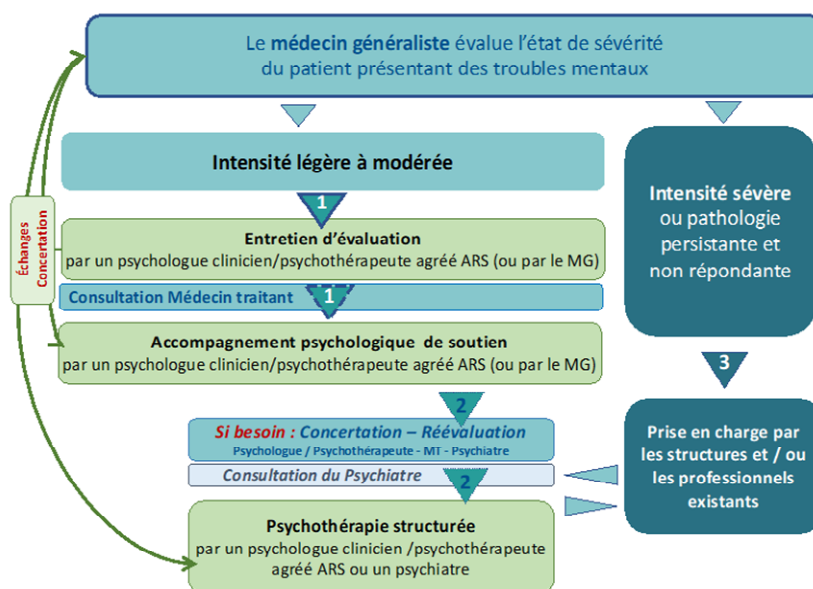 Le médecin généraliste évalue l'état de sévérité
du patient présentant des troubles mentaux
Intensité légère à modérée
1
Entretien d'évaluation
par un psychologue clinicien/psychothérapeute agréé ARS (ou par le MG)
Consultation Médecin traitant
1
Accompagnement psychologique de soutien
par un psychologue clinicien/psychothérapeute agréé ARS (ou par le MG)
2
Si besoin : Concertation – Réévaluation
Psychologue / Psychothérapeute - MT - Psychiatre
Consultation du Psychiatre
2
Psychothérapie structurée
par un psychologue clinicien /psychothérapeute
agréé ARS ou un psychiatre
Échanges
Concertation
Intensité sévère
ou pathologie
persistante et
non répondante
3
Prise en charge par
les structures et / ou
les professionnels
existants